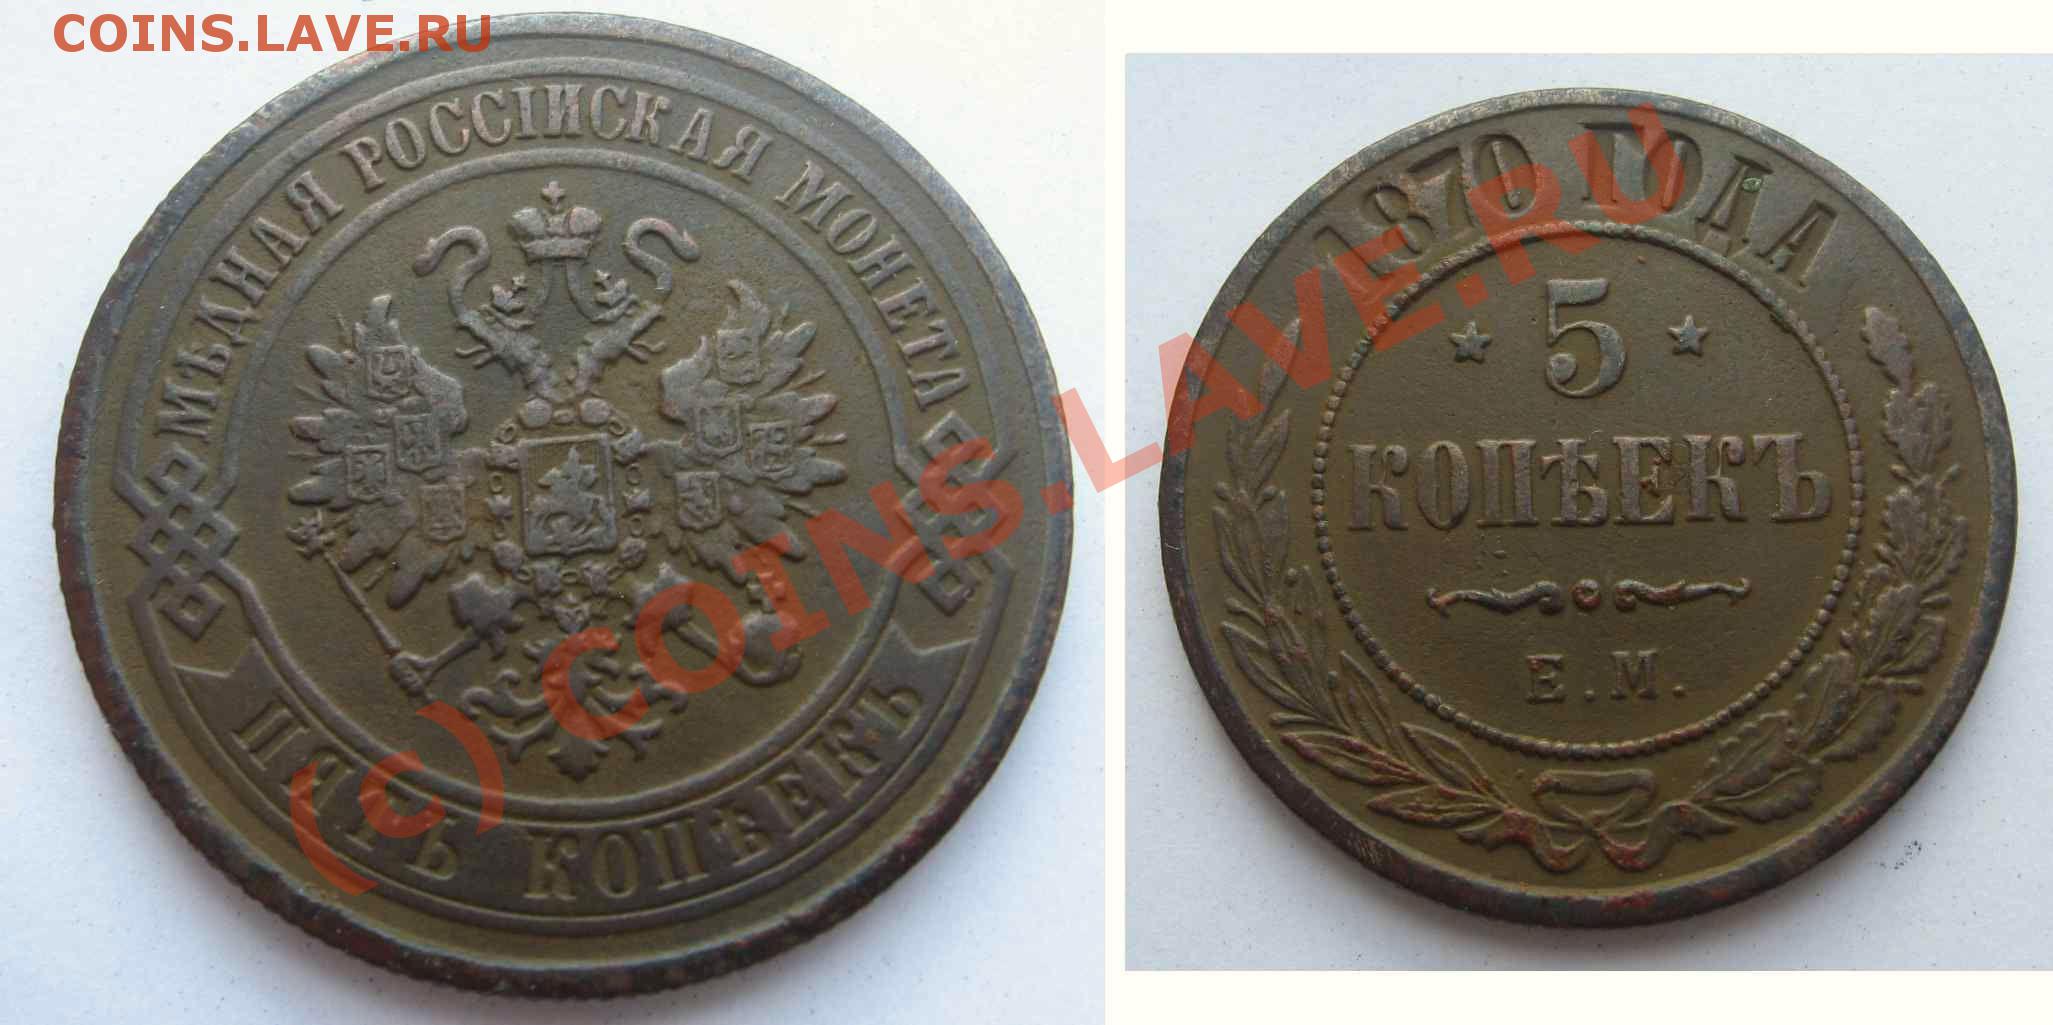 COINS.LAVE.RU
МѢДНАЯ РОССІЙСКАЯ МОНЕТА
ПЯТЬ КОПѢЕКЪ
1870 ГОДА
5
КОПѢЕКЪ
Е.М.
(c) COINS.LAVE.RU